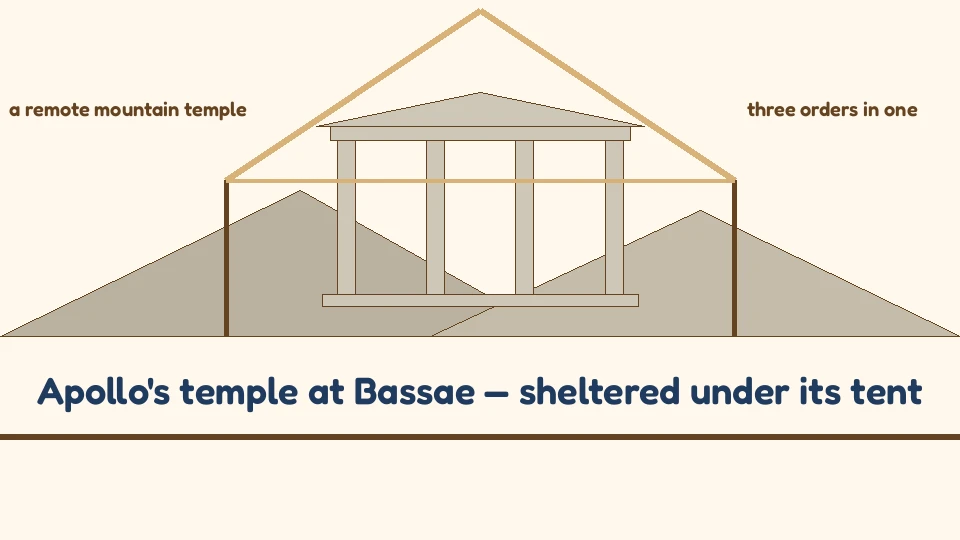 a remote mountain temple
three orders in one
Apollo's temple at Bassae — sheltered under its tent